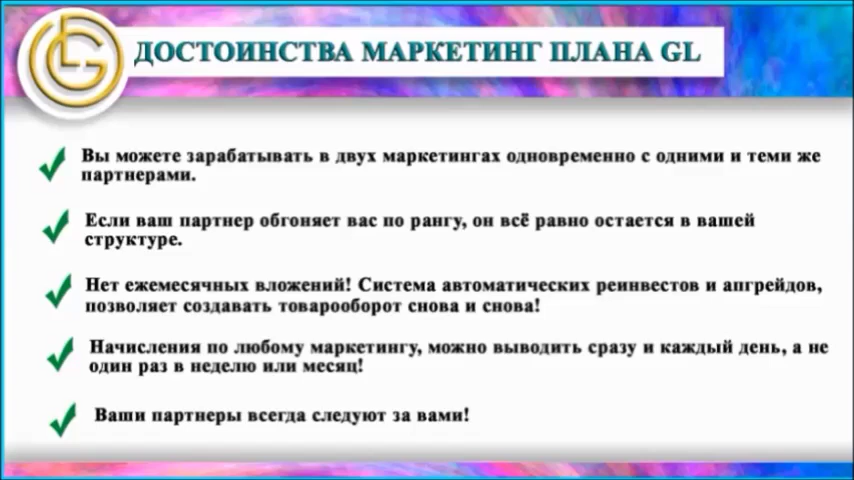 LG
ДОСТОИНСТВА МАРКЕТИНГ ПЛАНА GL
Вы можете зарабатывать в двух маркетингах одновременно с одними и теми же
партнерами.
Если ваш партнер обгоняет вас по рангу, он всё равно остается в вашей
структуре.
Нет ежемесячных вложений! Система автоматических реинвестов и апгрейдов,
позволяет создавать товарооборот снова и снова!
Начисления по любому маркетингу, можно выводить сразу и каждый день, а не
один раз в неделю или месяц!
Ваши партнеры всегда следуют за вами!